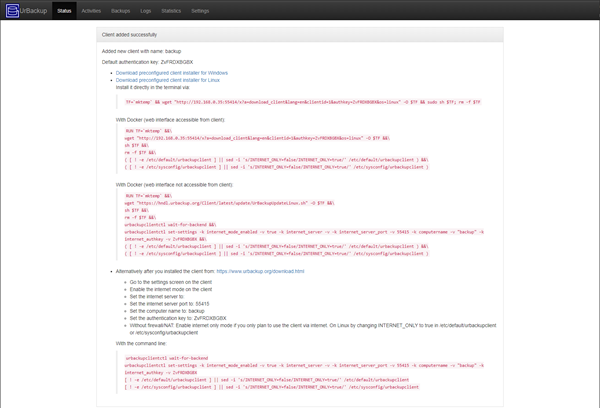 UrBackup Status Activities Backups Logs Statistics Settings
Client added successfully
Added new client with name: backup
Default authentication key: ZvFRDXBGBX
Download preconfigured client installer for Windows
Download preconfigured client installer for Linux
Install it directly in the terminal via:
TF=`mktemp` && wget "http://192.168.0.35:55414/x?a=download_client&lang=en&clientid=1&authkey=ZvFRDXBGBX&os=linux" -O $TF && sudo sh $TF; rm -f $TF
With Docker (web interface accessible from client):
RUN TF=`mktemp` &&\
wget "http://192.168.0.35:55414/x?a=download_client&lang=en&clientid=1&authkey=ZvFRDXBGBX&os=linux" -O $TF &&\
sh $TF &&\
rm -f $TF &&\
( [ ! -e /etc/default/urbackupclient ] || sed -i 's/INTERNET_ONLY=false/INTERNET_ONLY=true/' /etc/default/urbackupclient ) &&\
( [ ! -e /etc/sysconfig/urbackupclient ] || sed -i 's/INTERNET_ONLY=false/INTERNET_ONLY=true/' /etc/sysconfig/urbackupclient )
With Docker (web interface not accessible from client):
RUN TF=`mktemp` &&\
wget "https://hndl.urbackup.org/Client/latest/update/UrBackupUpdateLinux.sh" -O $TF &&\
sh $TF &&\
rm -f $TF &&\
urbackupclientctl wait-for-backend &&\
urbackupclientctl set-settings -k internet_mode_enabled -v true -k internet_server -v -k internet_server_port -v 55415 -k computername -v "backup" -k
internet_authkey -v ZvFRDXBGBX &&\
( [ ! -e /etc/default/urbackupclient ] || sed -i 's/INTERNET_ONLY=false/INTERNET_ONLY=true/' /etc/default/urbackupclient ) &&\
( [ ! -e /etc/sysconfig/urbackupclient ] || sed -i 's/INTERNET_ONLY=false/INTERNET_ONLY=true/' /etc/sysconfig/urbackupclient )
Alternatively after you installed the client from: https://www.urbackup.org/download.html
Go to the settings screen on the client
Enable the internet mode on the client
Set the internet server to:
Set the internet server port to: 55415
Set the computer name to: backup
Set the authentication key to: ZvFRDXBGBX
Without firewall/NAT: Enable internet only mode if you only plan to use the client via internet. On Linux by changing INTERNET_ONLY to true in /etc/default/urbackupclient
or /etc/sysconfig/urbackupclient
With the command line:
urbackupclientctl wait-for-backend
urbackupclientctl set-settings -k internet_mode_enabled -v true -k internet_server -v -k internet_server_port -v 55415 -k computername -v "backup" -k
internet_authkey -v ZvFRDXBGBX
[ ! -e /etc/default/urbackupclient ] || sed -i 's/INTERNET_ONLY=false/INTERNET_ONLY=true/' /etc/default/urbackupclient
[ ! -e /etc/sysconfig/urbackupclient ] || sed -i 's/INTERNET_ONLY=false/INTERNET_ONLY=true/' /etc/sysconfig/urbackupclient